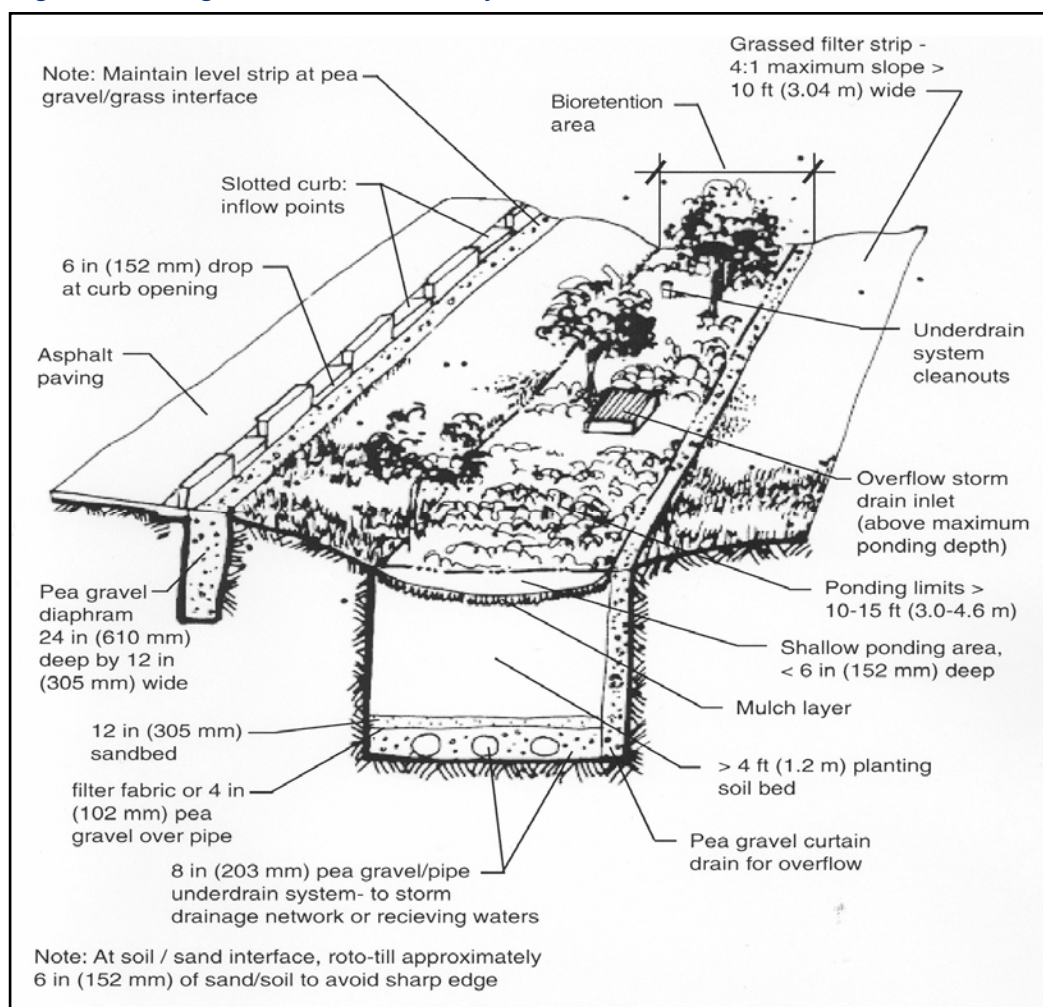 Note: Maintain level strip at pea
gravel/grass interface
Grassed filter strip -
4:1 maximum slope >
10 ft (3.04 m) wide
Bioretention
area
Slotted curb:
inflow points
6 in (152 mm) drop
at curb opening
Asphalt
paving
Underdrain
system
cleanouts
Overflow storm
drain inlet
(above maximum
ponding depth)
Pea gravel
diaphram
24 in (610 mm)
deep by 12 in
(305 mm) wide
Ponding limits >
10-15 ft (3.0-4.6 m)
Shallow ponding area,
< 6 in (152 mm) deep
Mulch layer
12 in (305 mm)
sandbed
> 4 ft (1.2 m) planting
soil bed
filter fabric or 4 in
(102 mm) pea
gravel over pipe
Pea gravel curtain
drain for overflow
8 in (203 mm) pea gravel/pipe
underdrain system- to storm
drainage network or recieving waters
Note: At soil / sand interface, roto-till approximately
6 in (152 mm) of sand/soil to avoid sharp edge